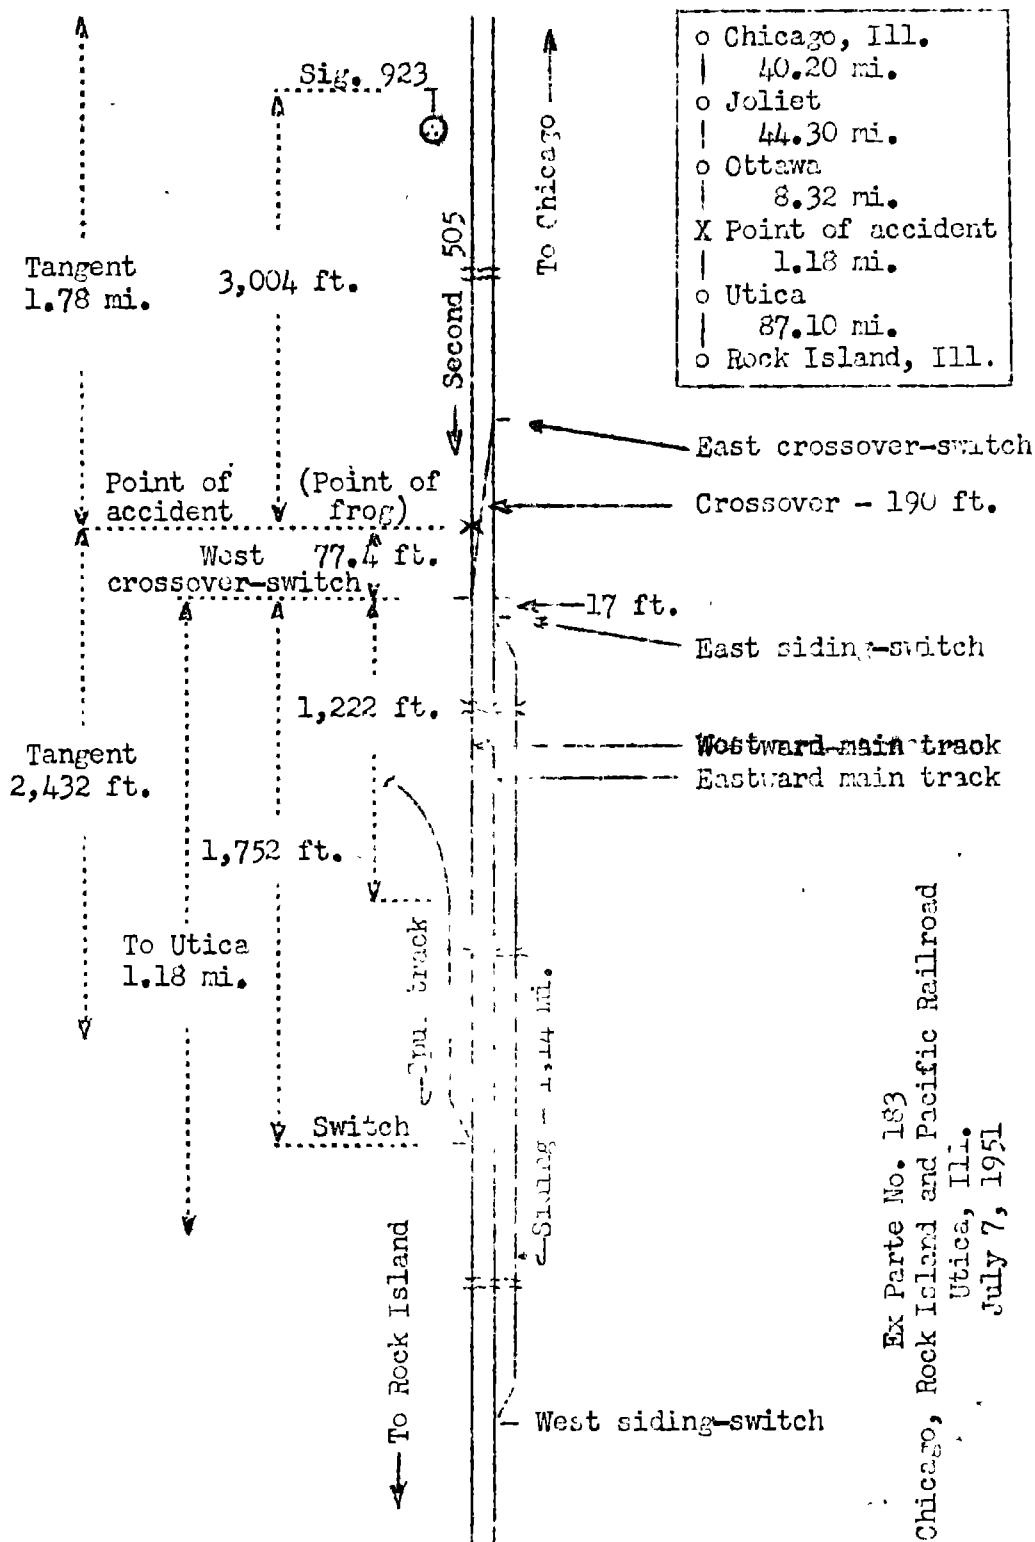 Sig. 923
To Chicago
Chicago, Ill.
40.20 mi.
Joliet
44.30 mi.
Ottawa
8.32 mi.
X Point of accident
1.18 mi.
Utica
87.10 mi.
Rock Island, Ill.
Tangent
1.78 mi.
3,004 ft.
Second 505
East crossover-switch
Point of
accident
(Point of
frog)
Crossover - 190 ft.
West
crossover-switch
77.4 ft.
17 ft.
East siding-switch
1,222 ft.
Westward main track
Eastward main track
Tangent
2,432 ft.
1,752 ft.
To Utica
1.18 mi.
track
Siding - 1.14 mi.
Switch
To Rock Island
West siding-switch
Ex Parte No. 183
Chicago, Rock Island and Pacific Railroad
Utica, Ill.
July 7, 1951